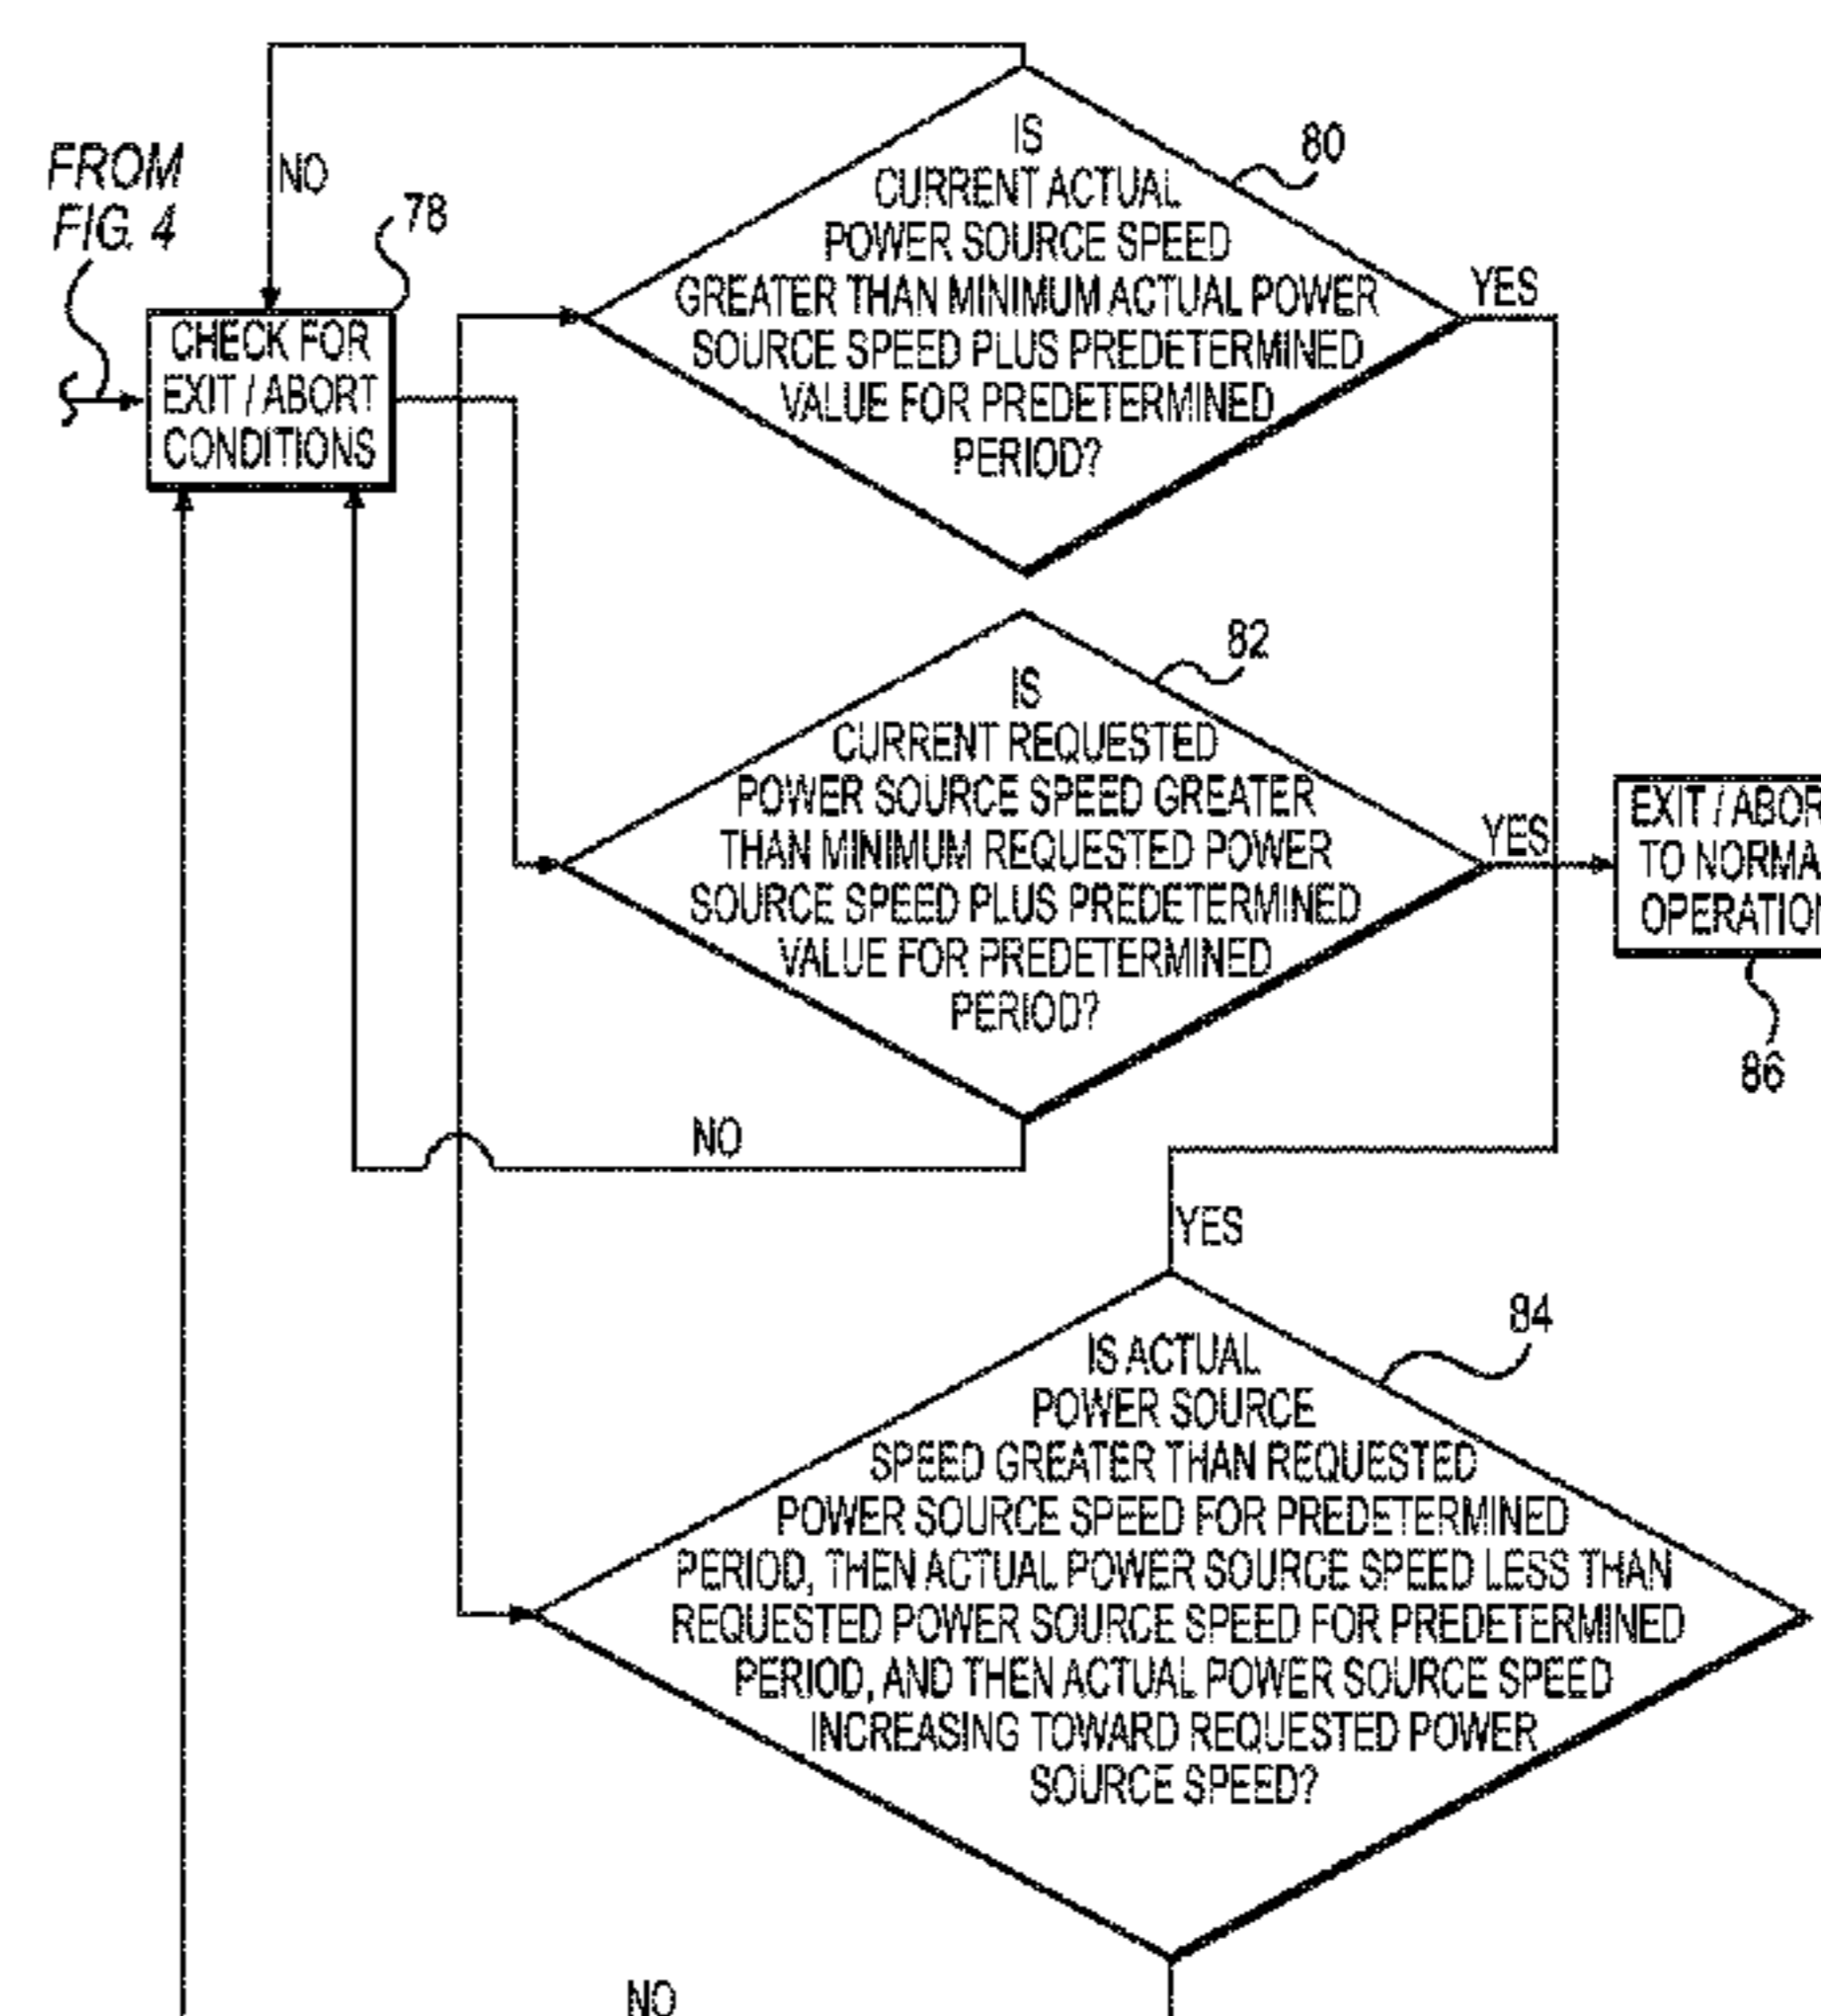 FROM
FIG. 4
NO
78
CHECK FOR
EXIT / ABORT
CONDITIONS
IS
CURRENT ACTUAL
POWER SOURCE SPEED
GREATER THAN MINIMUM ACTUAL POWER
SOURCE SPEED PLUS PREDETERMINED
VALUE FOR PREDETERMINED
PERIOD?
80
YES
IS
CURRENT REQUESTED
POWER SOURCE SPEED GREATER
THAN MINIMUM REQUESTED POWER
SOURCE SPEED PLUS PREDETERMINED
VALUE FOR PREDETERMINED
PERIOD?
82
YES
NO
EXIT / ABOR
TO NORMA
OPERATION
86
YES
IS ACTUAL
POWER SOURCE
SPEED GREATER THAN REQUESTED
POWER SOURCE SPEED FOR PREDETERMINED
PERIOD, THEN ACTUAL POWER SOURCE SPEED LESS THAN
REQUESTED POWER SOURCE SPEED FOR PREDETERMINED
PERIOD, AND THEN ACTUAL POWER SOURCE SPEED
INCREASING TOWARD REQUESTED POWER
SOURCE SPEED?
84
NO